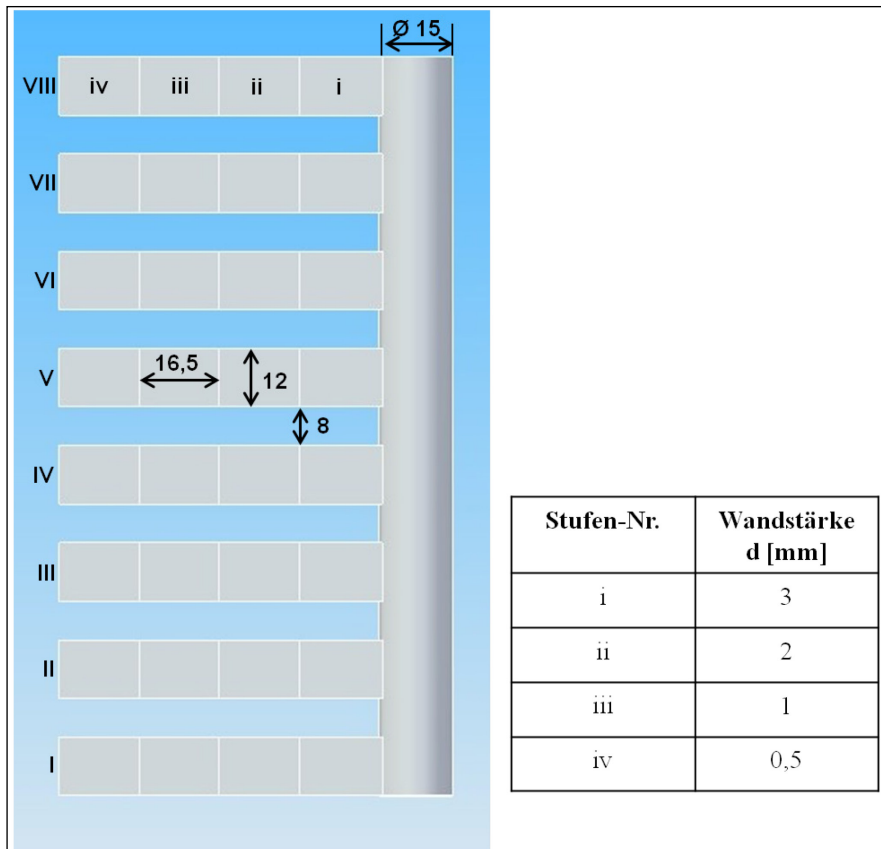 Ø 15
VIII iv iii ii i
VII
VI
V 16,5 12
8
IV
III
II
I
Stufen-Nr. Wandstärke
d [mm]
i 3
ii 2
iii 1
iv 0,5